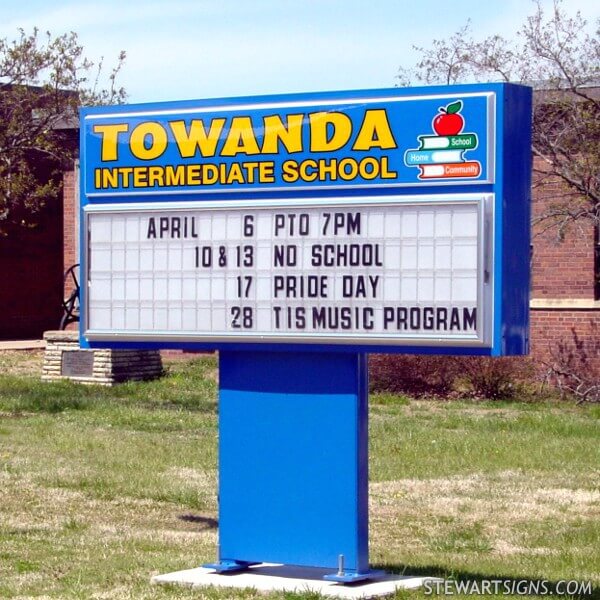 TOWANDA
INTERMEDIATE SCHOOL
School
Home
Community
APRIL 6 PTO 7PM
10 & 13 NO SCHOOL
17 PRIDE DAY
28 TIS MUSIC PROGRAM
STEWARTSIGNS.COM